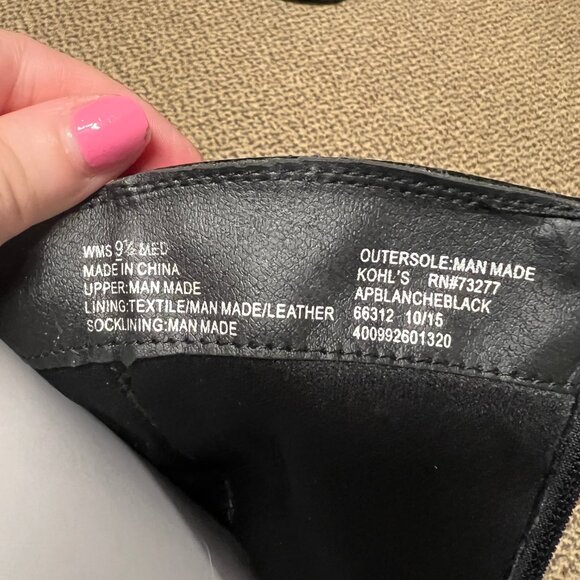 WMS 9½ MED
MADE IN CHINA
UPPER:MAN MADE
LINING:TEXTILE/MAN MADE/LEATHER
SOCKLINING:MAN MADE
OUTERSOLE:MAN MADE
KOHL'S RN#73277
APBLANCHEBLACK
66312 10/15
400992601320